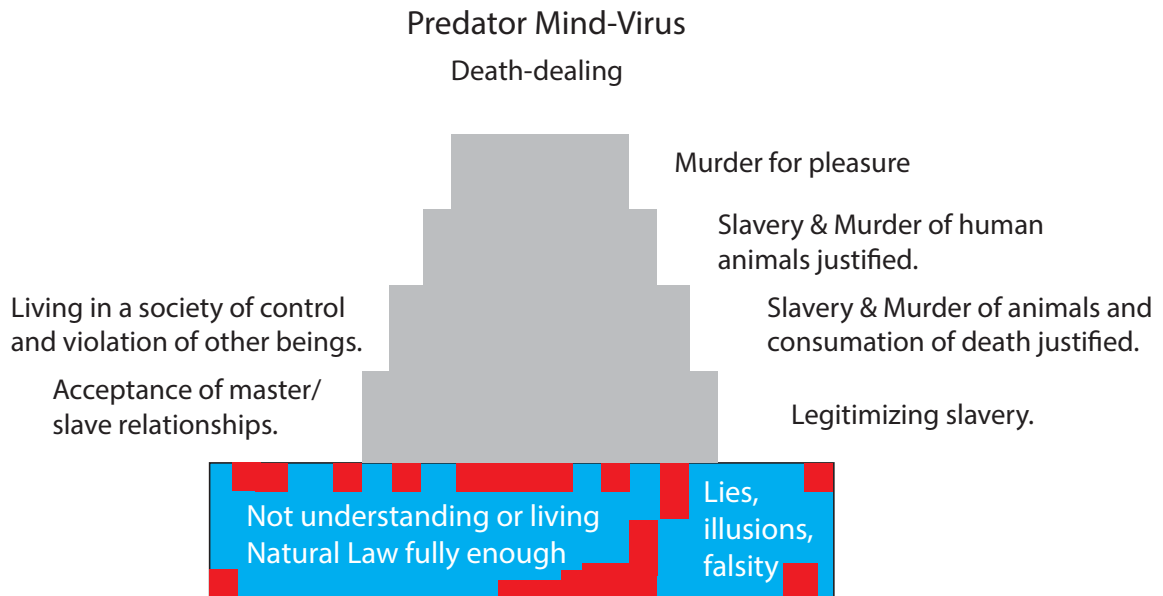 Predator Mind-Virus
Death-dealing
Murder for pleasure
Slavery & Murder of human
animals justified.
Living in a society of control
and violation of other beings.
Slavery & Murder of animals and
consumation of death justified.
Acceptance of master/
slave relationships.
Legitimizing slavery.
Not understanding or living
Natural Law fully enough
Lies,
illusions,
falsity